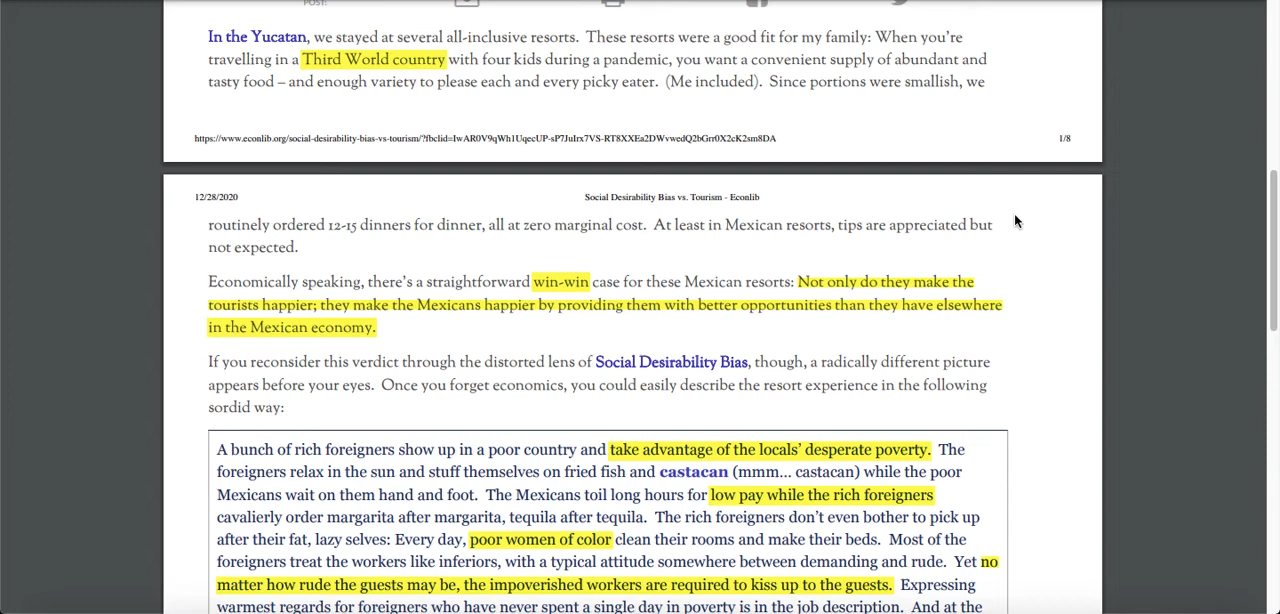 POST:
In the Yucatan, we stayed at several all-inclusive resorts.  These resorts were a good fit for my family: When you're
travelling in a Third World country with four kids during a pandemic, you want a convenient supply of abundant and
tasty food – and enough variety to please each and every picky eater.  (Me included).  Since portions were smallish, we
https://www.econlib.org/social-desirability-bias-vs-tourism/?fbclid=IwAR0V9qWh1UqecUP-sP7JuIrx7VS-RT8XXEa2DWvwedQ2bGrr0X2cK2sm8DA 1/8
12/28/2020 Social Desirability Bias vs. Tourism - Econlib
routinely ordered 12-15 dinners for dinner, all at zero marginal cost.  At least in Mexican resorts, tips are appreciated but
not expected.
Economically speaking, there's a straightforward win-win case for these Mexican resorts: Not only do they make the
tourists happier; they make the Mexicans happier by providing them with better opportunities than they have elsewhere
in the Mexican economy.
If you reconsider this verdict through the distorted lens of Social Desirability Bias, though, a radically different picture
appears before your eyes.  Once you forget economics, you could easily describe the resort experience in the following
sordid way:
A bunch of rich foreigners show up in a poor country and take advantage of the locals' desperate poverty.  The
foreigners relax in the sun and stuff themselves on fried fish and castacan (mmm... castacan) while the poor
Mexicans wait on them hand and foot.  The Mexicans toil long hours for low pay while the rich foreigners
cavalierly order margarita after margarita, tequila after tequila.  The rich foreigners don't even bother to pick up
after their fat, lazy selves: Every day, poor women of color clean their rooms and make their beds.  Most of the
foreigners treat the workers like inferiors, with a typical attitude somewhere between demanding and rude.  Yet no
matter how rude the guests may be, the impoverished workers are required to kiss up to the guests.  Expressing
warmest regards for foreigners who have never spent a single day in poverty is in the job description.  And at the